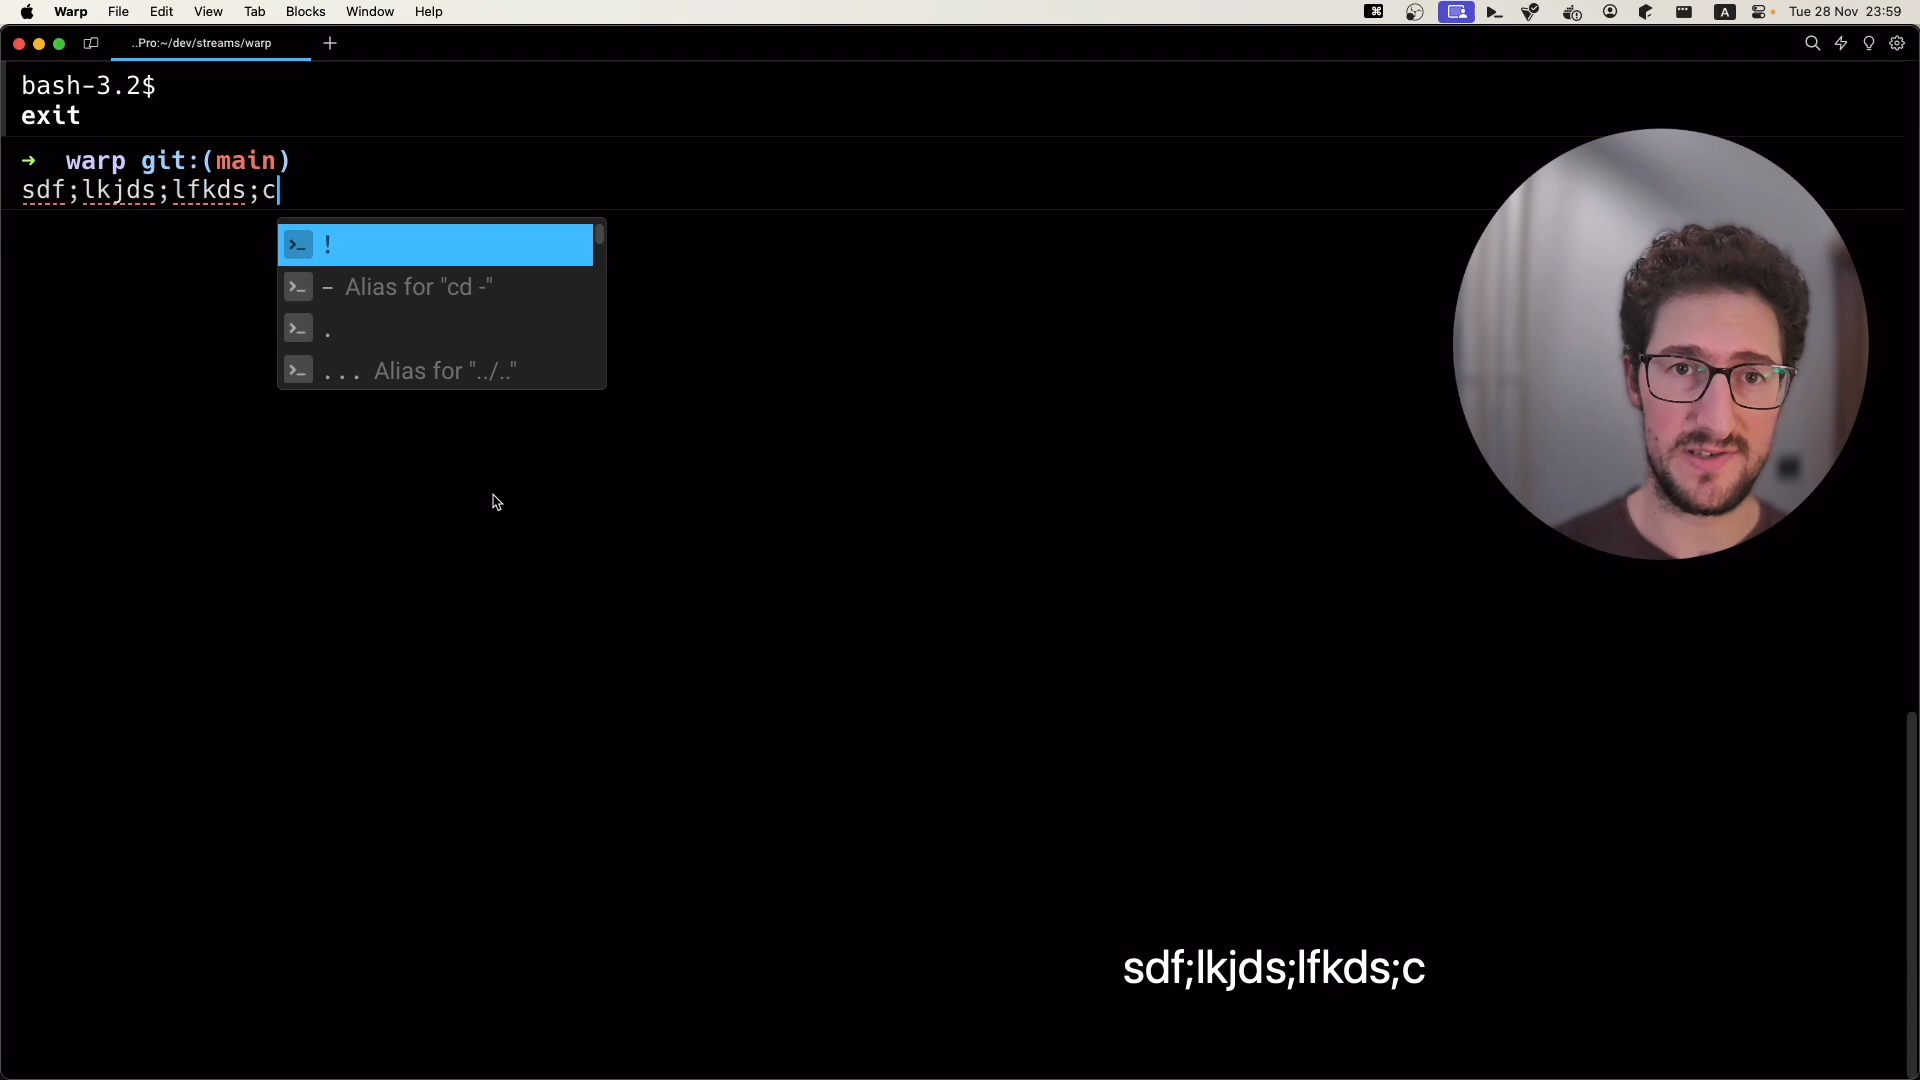 Warp File Edit View Tab Blocks Window Help
A Tue 28 Nov 23:59
..Pro:~/dev/streams/warp
bash-3.2$
exit
➜ warp git:(main)
sdf;lkjds;lfkds;c
!
– Alias for "cd -"
.
... Alias for "../.."
sdf;lkjds;lfkds;c